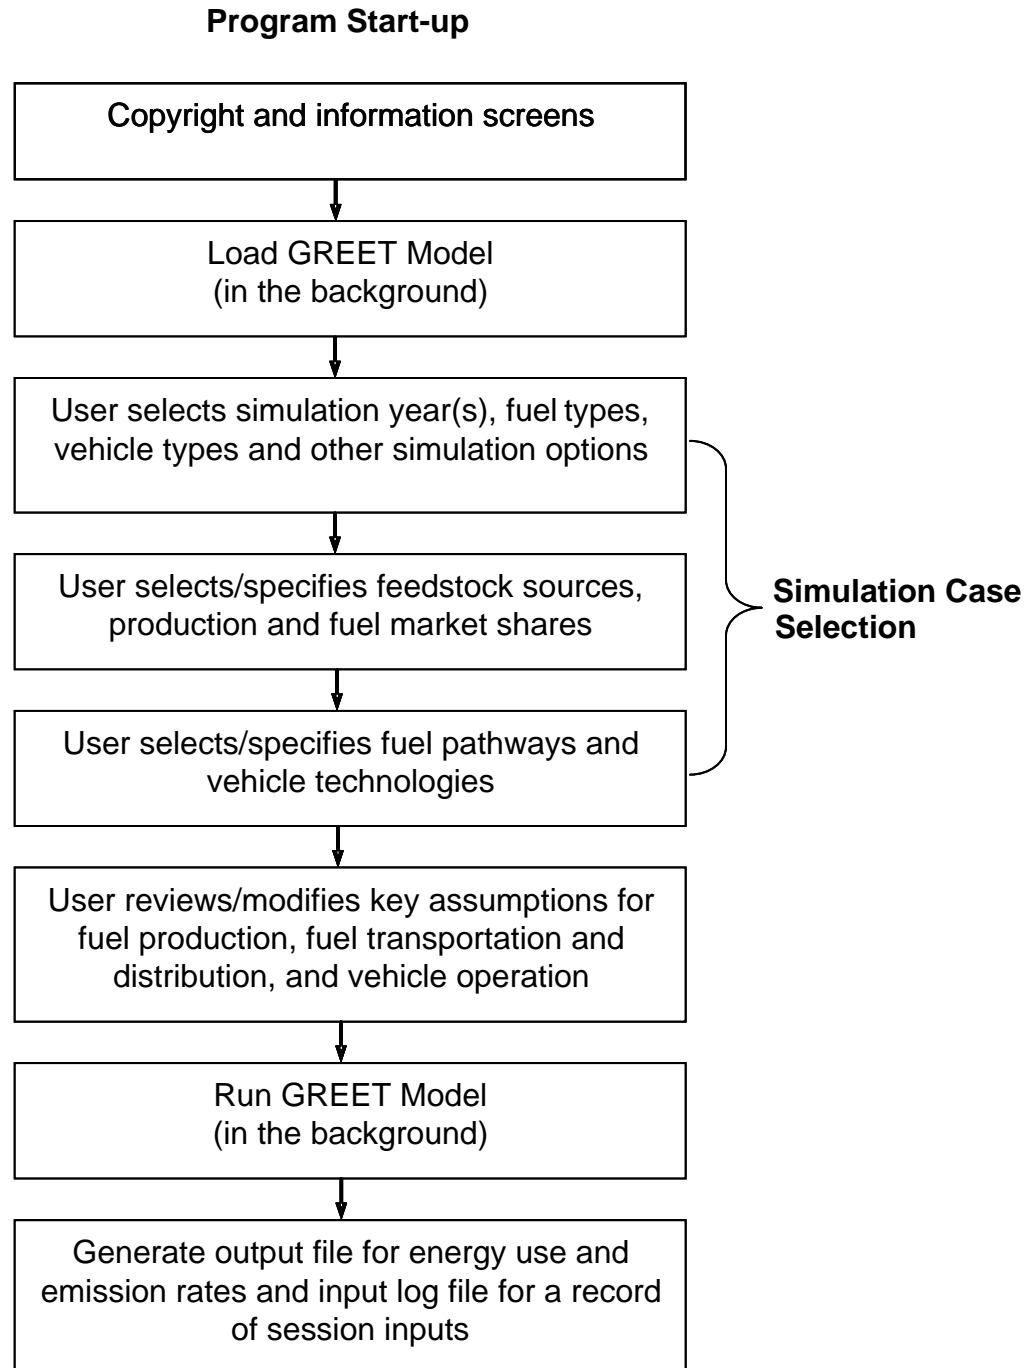 Program Start-up
Copyright and information screens
Load GREET Model
(in the background)
User selects simulation year(s), fuel types,
vehicle types and other simulation options
User selects/specifies feedstock sources,
production and fuel market shares
User selects/specifies fuel pathways and
vehicle technologies
Simulation Case
Selection
User reviews/modifies key assumptions for
fuel production, fuel transportation and
distribution, and vehicle operation
Run GREET Model
(in the background)
Generate output file for energy use and
emission rates and input log file for a record
of session inputs